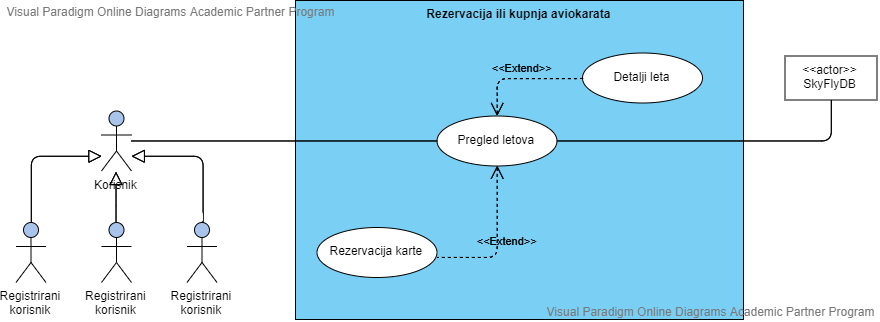 Visual Paradigm Online Diagrams Academic Partner Program
Rezervacija ili kupnja aviokarata
<<Extend>>
Detalji leta
<<actor>>
SkyFlyDB
Pregled letova
Korisnik
<<Extend>>
Rezervacija karte
Registrirani
korisnik
Registrirani
korisnik
Registrirani
korisnik
Visual Paradigm Online Diagrams Academic Partner Program